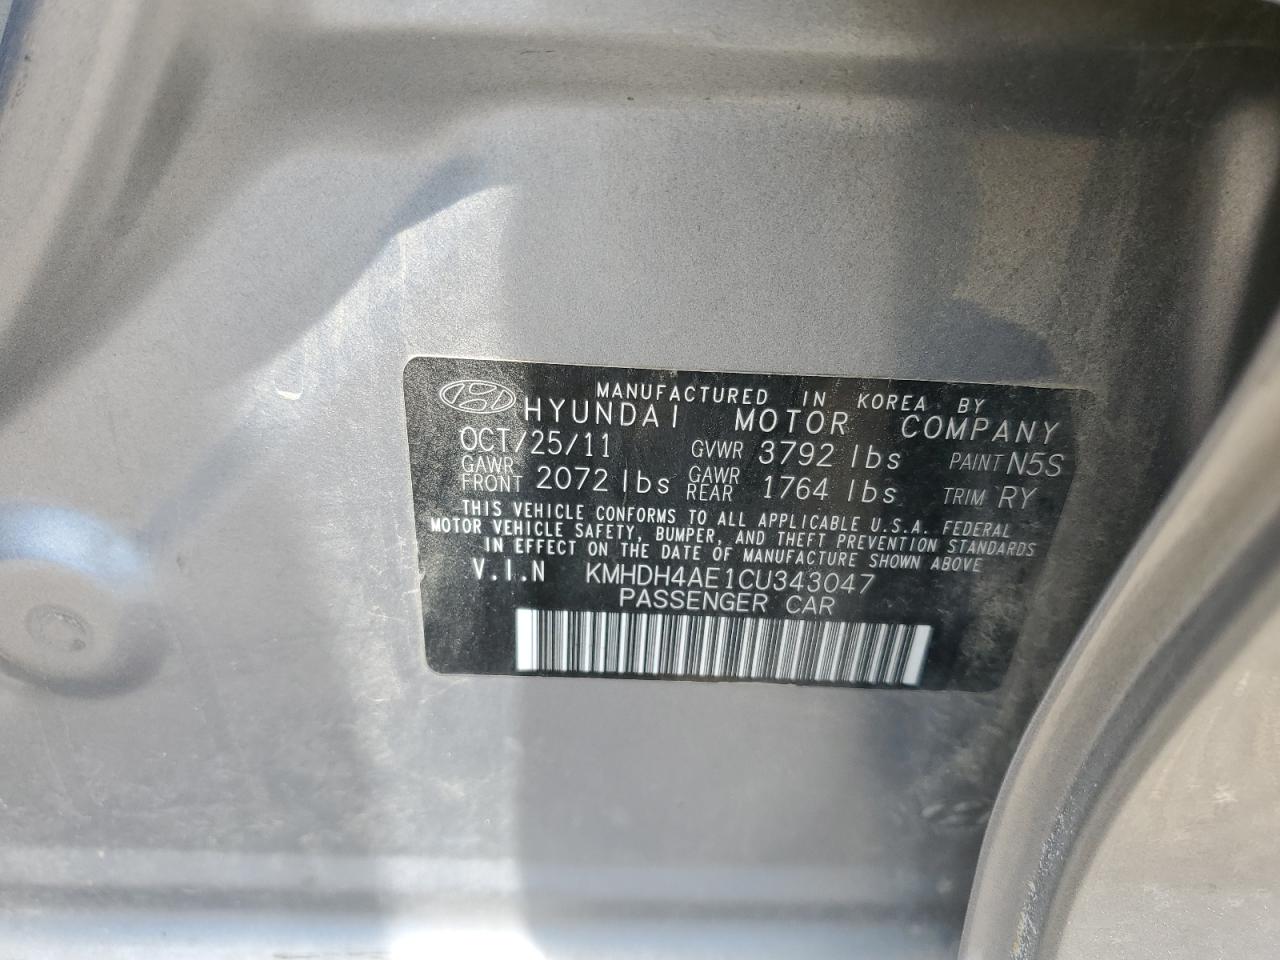 MANUFACTURED IN KOREA BY
HYUNDAI MOTOR COMPANY
OCT/25/11 GVWR 3792 lbs PAINT N5S
GAWR FRONT 2072 lbs GAWR REAR 1764 lbs TRIM RY
THIS VEHICLE CONFORMS TO ALL APPLICABLE U.S.A. FEDERAL
MOTOR VEHICLE SAFETY, BUMPER, AND THEFT PREVENTION STANDARDS
IN EFFECT ON THE DATE OF MANUFACTURE SHOWN ABOVE
V.I.N KMHDH4AE1CU343047
PASSENGER CAR